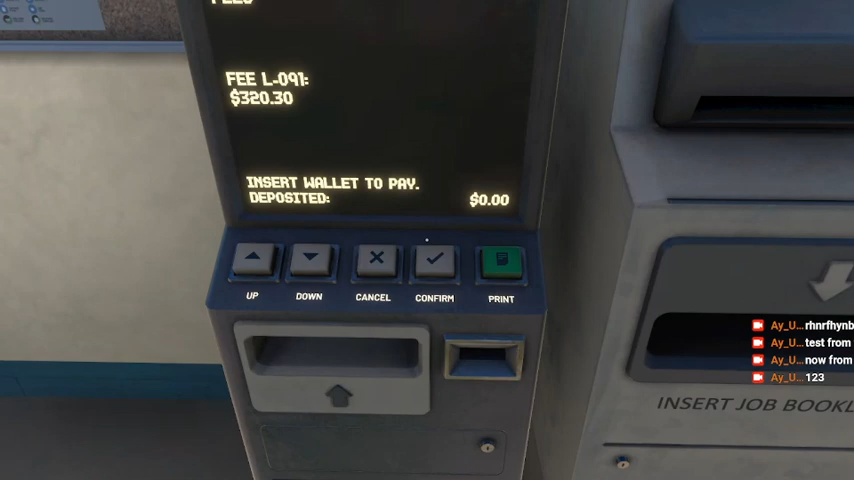 FEE L-091:
$320.30
INSERT WALLET TO PAY.
DEPOSITED: $0.00
UP DOWN CANCEL CONFIRM PRINT
Ay_U... rhnrfhynb
Ay_U... test from
Ay_U... now from
Ay_U... 123
INSERT JOB